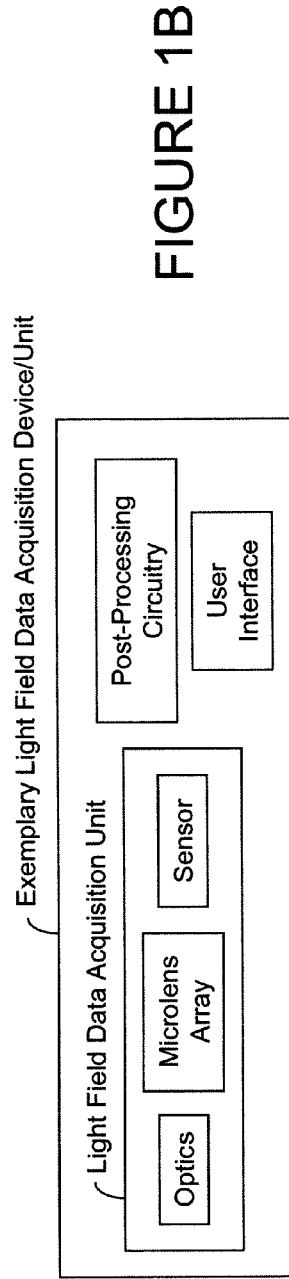 Exemplary Light Field Data Acquisition Device/Unit
Light Field Data Acquisition Unit
Optics
Microlens
Array
Sensor
Post-Processing
Circuitry
User
Interface
FIGURE 1B